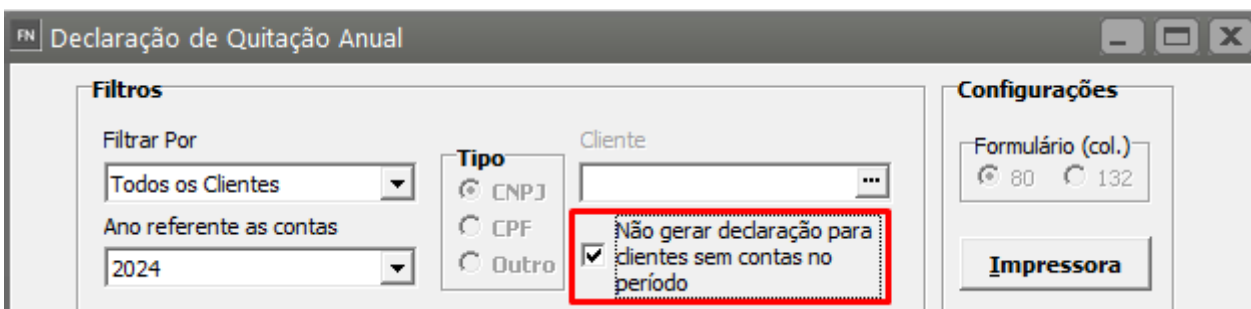 FN Declaração de Quitação Anual
Filtros
Filtrar Por
Todos os Clientes
Ano referente as contas
2024
Tipo
CNPJ
CPF
Outro
Cliente
...
Não gerar declaração para
clientes sem contas no
período
Configurações
Formulário (col.)
80 132
Impressora